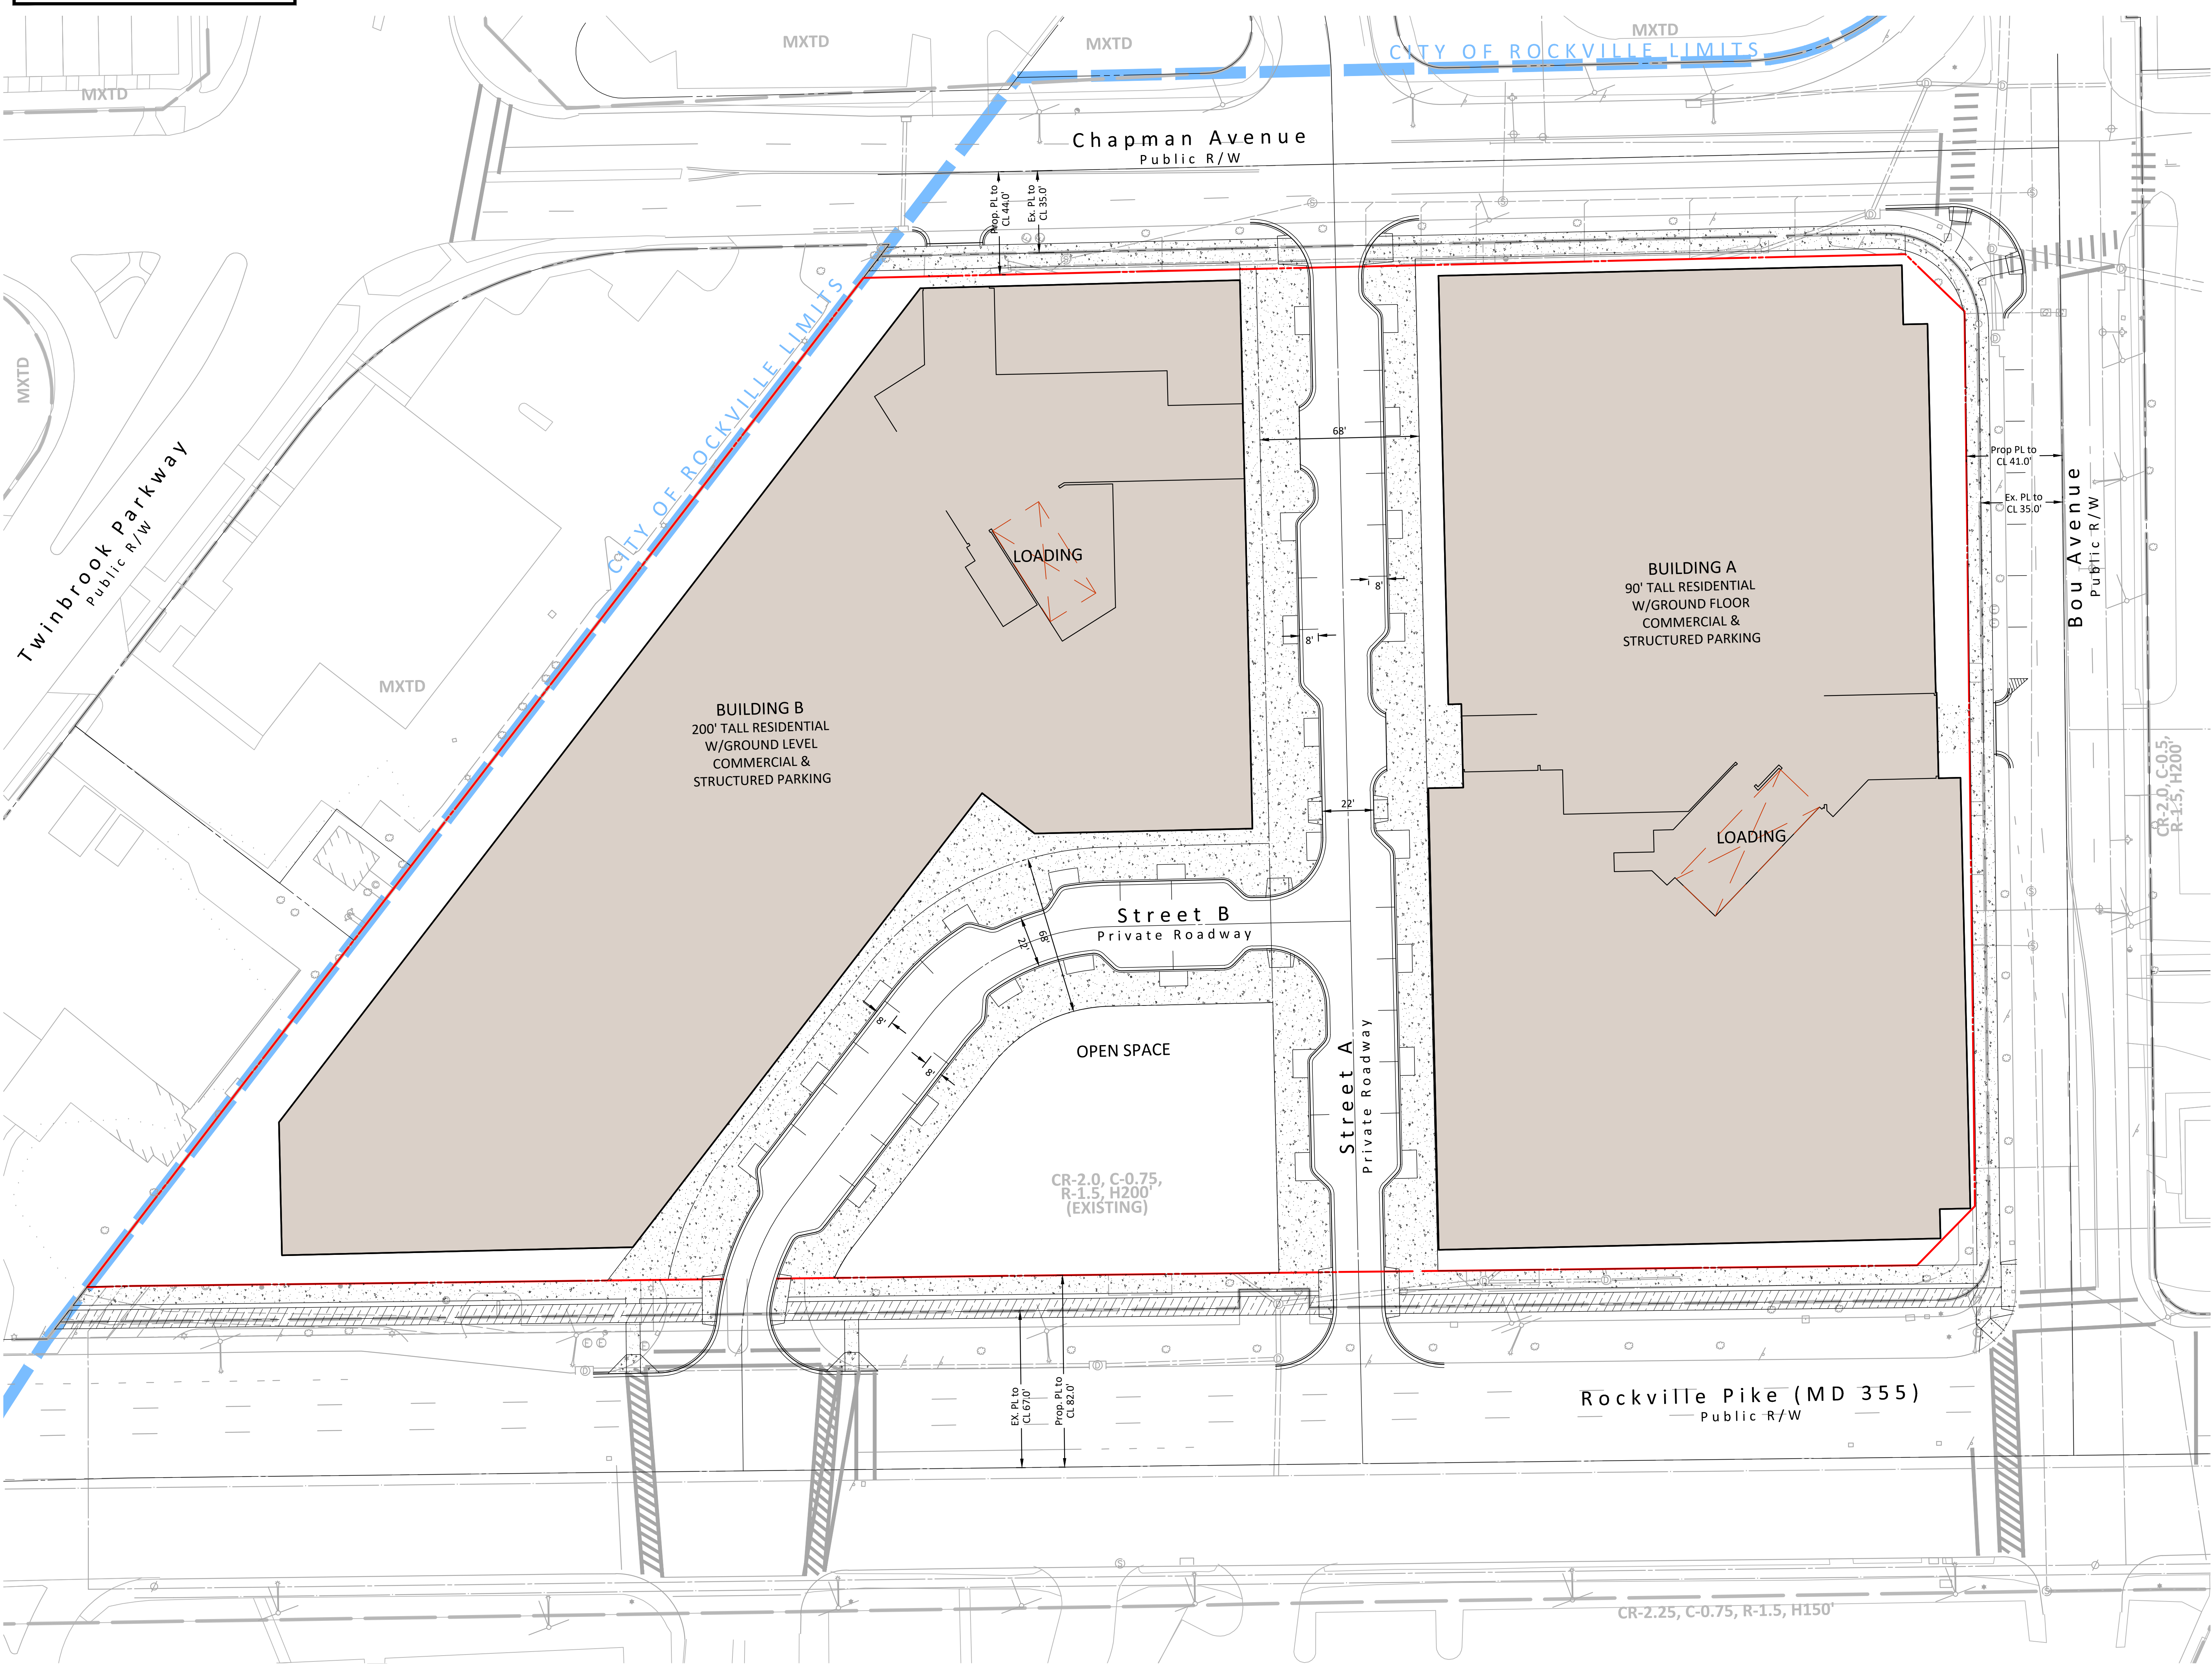 MXTD
MXTD
MXTD
MXTD
CITY OF ROCKVILLE LIMITS
Chapman Avenue
Public R/W
Prop. PL to
CL 44.0'
Ex. PL to
CL 35.0'
CITY OF ROCKVILLE LIMITS
MXTD
Twinbrook Parkway
Public R/W
MXTD
68'
Prop PL to
CL 41.0'
Ex. PL to
CL 35.0'
Bou Avenue
Public R/W
LOADING
BUILDING A
90' TALL RESIDENTIAL
W/GROUND FLOOR
COMMERCIAL &
STRUCTURED PARKING
8'
8'
BUILDING B
200' TALL RESIDENTIAL
W/GROUND LEVEL
COMMERCIAL &
STRUCTURED PARKING
22'
LOADING
CR-2.0, C-0.5,
R-1.5, H200'
Street B
Private Roadway
22'
68'
8'
8'
OPEN SPACE
Street A
Private Roadway
CR-2.0, C-0.75,
R-1.5, H200'
(EXISTING)
EX. PL to
CL 67.0'
Prop. PL to
CL 82.0'
Rockville Pike (MD 355)
Public R/W
CR-2.25, C-0.75, R-1.5, H150'